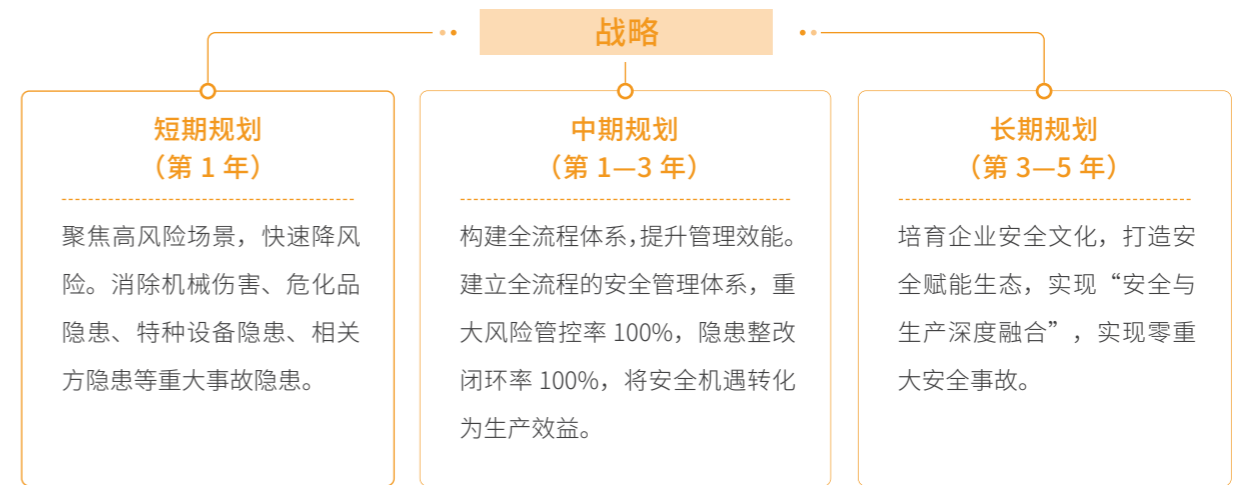 战略
短期规划
（第 1 年）
聚焦高风险场景，快速降风
险。消除机械伤害、危化品
隐患、特种设备隐患、相关
方隐患等重大事故隐患。
中期规划
（第 1—3 年）
构建全流程体系，提升管理效能。
建立全流程的安全管理体系，重
大风险管控率 100%，隐患整改
闭环率 100%，将安全机遇转化
为生产效益。
长期规划
（第 3—5 年）
培育企业安全文化，打造安
全赋能生态，实现“安全与
生产深度融合”，实现零重
大安全事故。